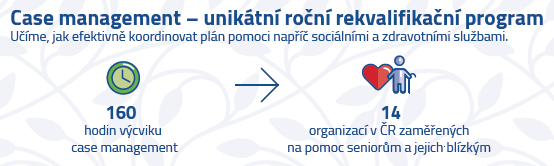 Case management – unikátní roční rekvalifikační program
Učíme, jak efektivně koordinovat plán pomoci napříč sociálními a zdravotními službami.
160
hodin výcviku
case management
14
organizací v ČR zaměřených
na pomoc seniorům a jejich blízkým